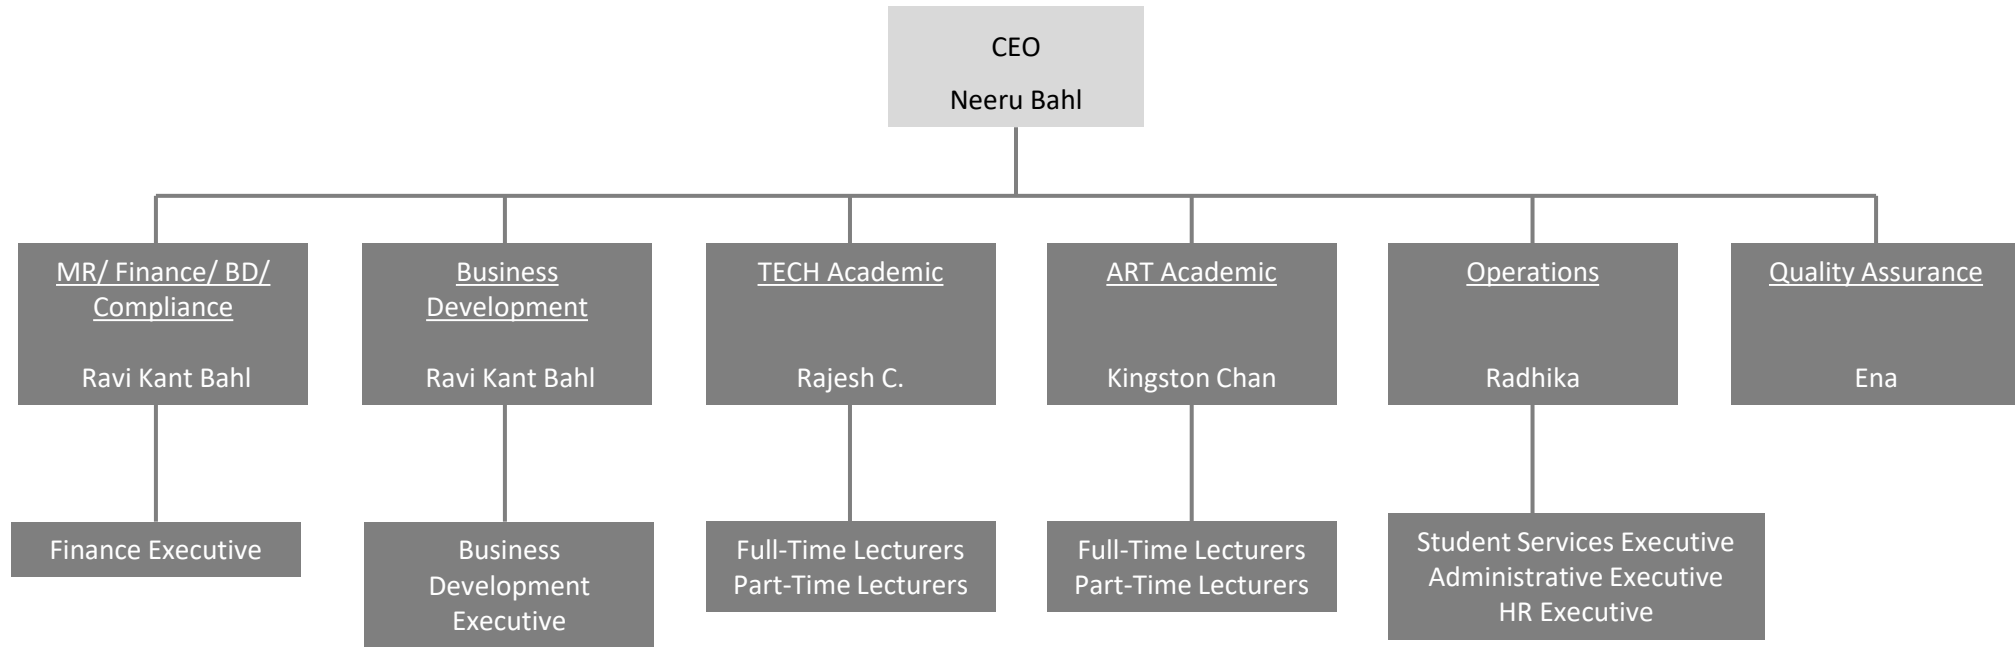 CEO
Neeru Bahl
MR/ Finance/ BD/
Compliance
Ravi Kant Bahl
Business
Development
Ravi Kant Bahl
TECH Academic
Rajesh C.
ART Academic
Kingston Chan
Operations
Radhika
Quality Assurance
Ena
Finance Executive
Business
Development
Executive
Full-Time Lecturers
Part-Time Lecturers
Full-Time Lecturers
Part-Time Lecturers
Student Services Executive
Administrative Executive
HR Executive